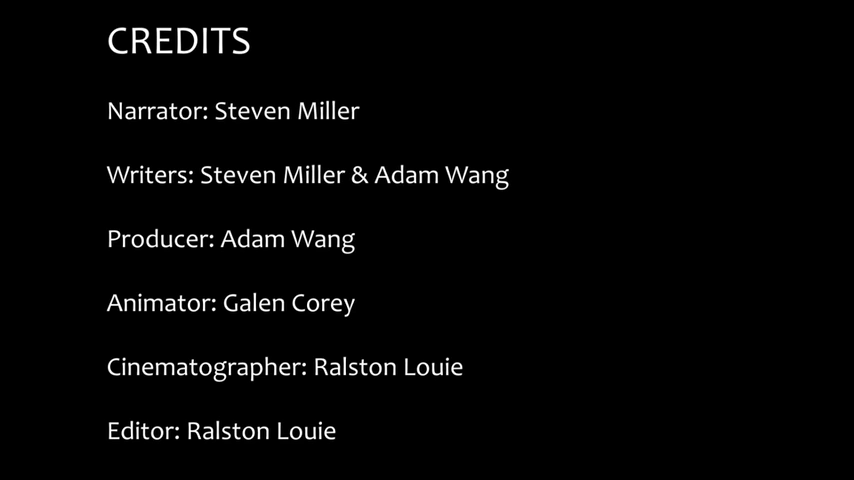 CREDITS
Narrator: Steven Miller
Writers: Steven Miller & Adam Wang
Producer: Adam Wang
Animator: Galen Corey
Cinematographer: Ralston Louie
Editor: Ralston Louie